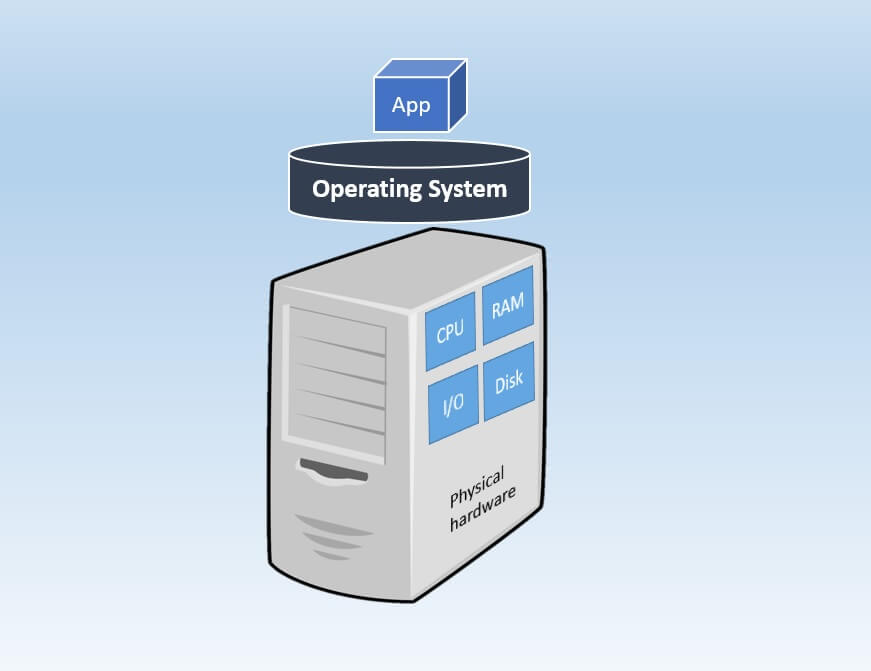 App
Operating System
CPU
RAM
I/O
Disk
Physical
hardware